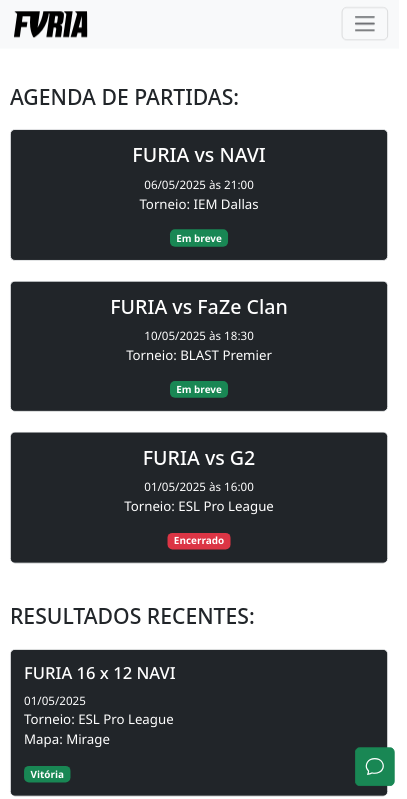 FURIA
AGENDA DE PARTIDAS:
FURIA vs NAVI
06/05/2025 às 21:00
Torneio: IEM Dallas
Em breve
FURIA vs FaZe Clan
10/05/2025 às 18:30
Torneio: BLAST Premier
Em breve
FURIA vs G2
01/05/2025 às 16:00
Torneio: ESL Pro League
Encerrado
RESULTADOS RECENTES:
FURIA 16 x 12 NAVI
01/05/2025
Torneio: ESL Pro League
Mapa: Mirage
Vitória